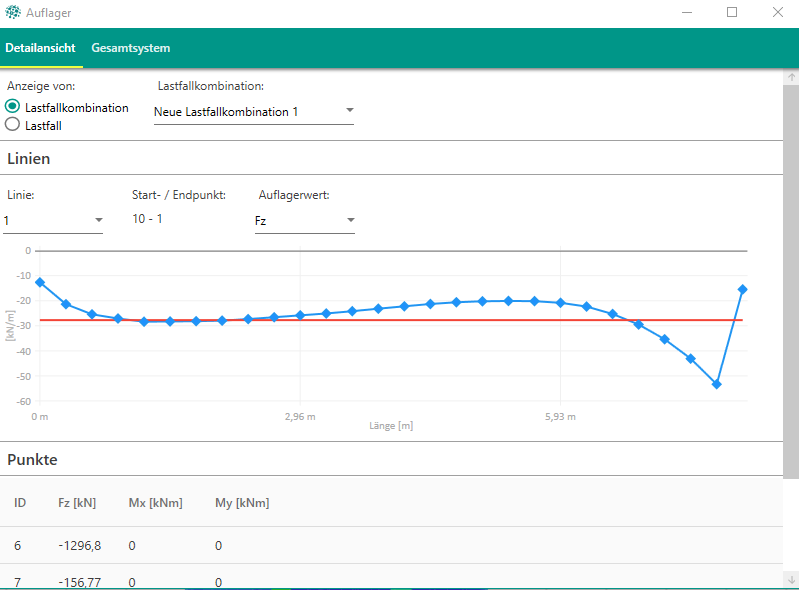 Auflager
Detailansicht Gesamtsystem
Anzeige von: Lastfallkombination:
Lastfallkombination Neue Lastfallkombination 1
Lastfall
Linien
Linie: Start- / Endpunkt: Auflagerwert:
1 10 - 1 Fz
0
-10
-20
-30
-40
-50
-60
[kN/m]
0 m 2,96 m 5,93 m
Länge [m]
Punkte
ID Fz [kN] Mx [kNm] My [kNm]
6 -1296,8 0 0
7 -156,77 0 0